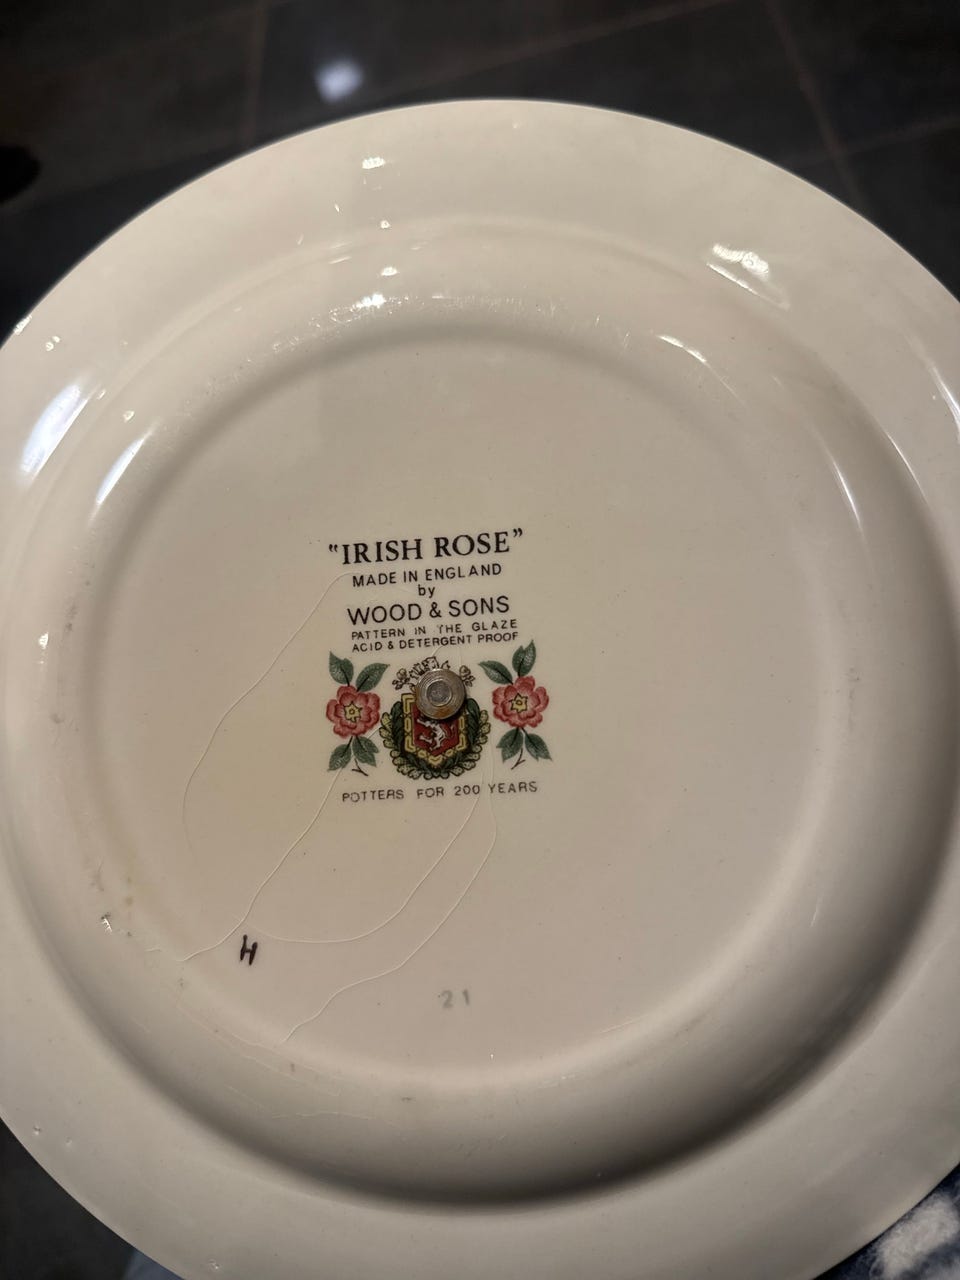 “IRISH ROSE”
MADE IN ENGLAND
by
WOOD & SONS
PATTERN IN THE GLAZE
ACID & DETERGENT PROOF
POTTERS FOR 200 YEARS
H
21